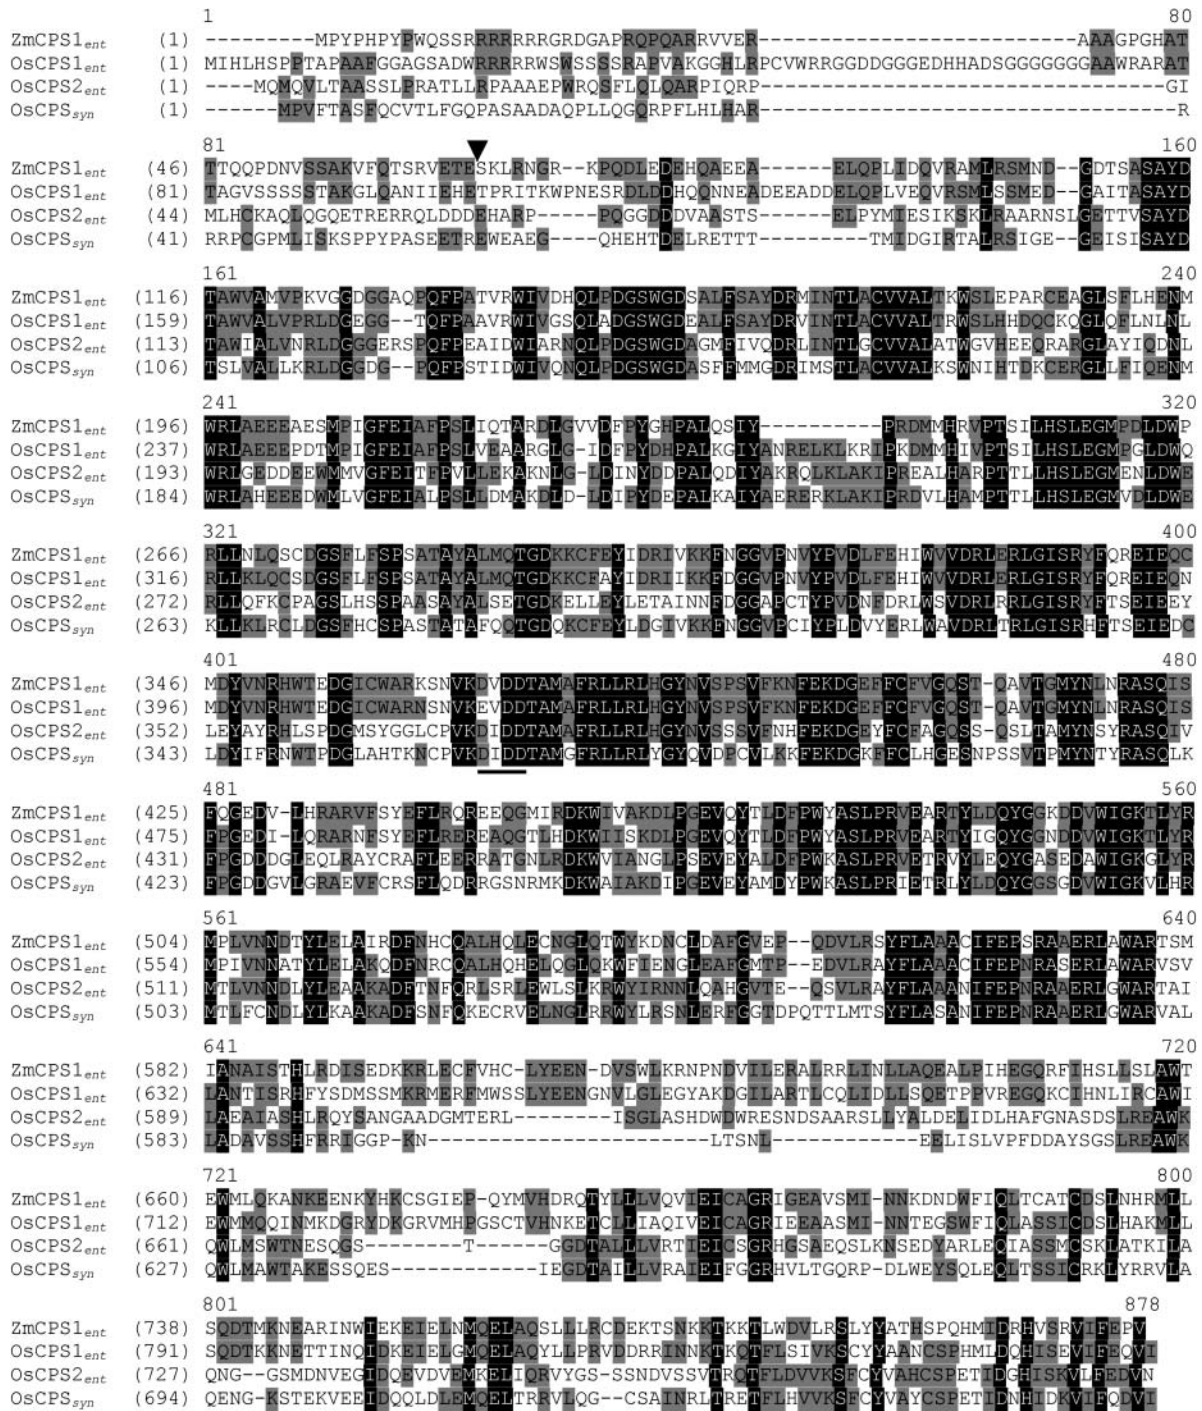 1 80
ZmCPS1ent (1) ---------MPYPHPYPWQSSRRRRRRRGRDGAPRQPQARRVVER--------------------------AAAGPGHAT
OsCPS1ent (1) MIHLHSPPTAPAAFGGAGSADWRRRRRWSWSSSSRAPVAKGGHLRPCVWRRGGDDGGGEDHHADSGGGGGGGAAWRARAT
OsCPS2ent (1) ----MQMQVLTAASSLPRATLLRPAAAEPWRQSFLQLQARPIQRP---------------------------------GI
OsCPSsyn (1) ------MPVFTASFQCVTLFGQPASAADAQPLLQGQRPFLHLHAR----------------------------------R
81 160
ZmCPS1ent (46) TTQQPDNVSSAKVFQTSRVETESKLRNGR--KPQDLEDEHQAEEA------ELQPLIDQVRAMLRSMND--GDTSASAYD
OsCPS1ent (81) TAGVSSSSSTAKGLQANIIEHETPRITKWPNESRDLDDHQQNNEADEEADDELQPLVEQVRSMLSSMED--GAITASAYD
OsCPS2ent (44) MLHCKAQLQGQETRERRQLDDDEHARP-----PQGGDDDVAASTS------ELPYMIESIKSKLRAARNSLGETTVSAYD
OsCPSsyn (41) RRPCGPMLISKSPPYPASEETREWEAEG----QHEHTDELRETTT---------TMIDGIRTALRSIGE--GEISISAYD
161 240
ZmCPS1ent (116) TAWVAMVPKVGGDGGAQPQFPATVRWIVDHQLPDGSWGDSALFSAYDRMINTLACVVALTKWSLEPARCEAGLSFLHENM
OsCPS1ent (159) TAWVALVPRLDGEGG--TQFPAAVRWIVGSQLADGSWGDEALFSAYDRVINTLACVVALTRWSLHHDQCKQGLQFLNLNL
OsCPS2ent (113) TAWIALVNRLDGGGERSPQFPEAIDWIARNQLPDGSWGDAGMFIVQDRLINTLGCVVALATWGVHEEQRARGLAYIQDNL
OsCPSsyn (106) TSLVALLKRLDGGDG--PQFPSTIDWIVQNQLPDGSWGDASFFMMGDRIMSTLACVVALKSWNIHTDKCERGLLFIQENM
241 320
ZmCPS1ent (196) WRLAEEEAESMPIGFEIAFPSLIQTARDLGVVDFPYGHPALQSIY----------PRDMMHRVPTSILHSLEGMPDLDWP
OsCPS1ent (237) WRLAEEEPDTMPIGFEIAFPSLVEAARGLG-IDFPYDHPALKGIYANRELKLKRIPKDMMHIVPTSILHSLEGMPGLDWQ
OsCPS2ent (193) WRLGEDDEEWMMVGFEITFPVLLEKAKNLG-LDINYDDPALQDIYAKRQLKLAKIPREALHARPTTLLHSLEGMENLDWE
OsCPSsyn (184) WRLAHEEEDWMLVGFEIALPSLLDMAKDLD-LDIPYDEPALKAIYAERERKLAKIPRDVLHAMPTTLLHSLEGMVDLDWE
321 400
ZmCPS1ent (266) RLLNLQSCDGSFLFSPSATAYALMQTGDKKCFEYIDRIVKKFNGGVPNVYPVDLFEHIWVVDRLERLGISRYFQREIEQC
OsCPS1ent (316) RLLKLQCSDGSFLFSPSATAYALMQTGDKKCFAYIDRIIKKFDGGVPNVYPVDLFEHIWVVDRLERLGISRYFQREIEQN
OsCPS2ent (272) RLLQFKCPAGSLHSSPAASAYALSETGDKELLEYLETAINNFDGGAPCTYPVDNFDRLWSVDRLRRLGISRYFTSEIEEY
OsCPSsyn (263) KLLKLRCLDGSFHCSPASTATAFQQTGDQKCFEYLDGIVKKFNGGVPCIYPLDVYERLWAVDRLTRLGISRHFTSEIEDC
401 480
ZmCPS1ent (346) MDYVNRHWTEDGICWARKSNVKDVDDTAMAFRLLRLHGYNVSPSVFKNFEKDGEFFCFVGQST-QAVTGMYNLNRASQIS
OsCPS1ent (396) MDYVNRHWTEDGICWARNSNVKEVDDTAMAFRLLRLHGYNVSPSVFKNFEKDGEFFCFVGQST-QAVTGMYNLNRASQIS
OsCPS2ent (352) LEYAYRHLSPDGMSYGGLCPVKDIDDTAMAFRLLRLHGYNVSSSVFNHFEKDGEYFCFAGQSS-QSLTAMYNSYRASQIV
OsCPSsyn (343) LDYIFRNWTPDGLAHTKNCPVKDIDDTAMGFRLLRLYGYQVDPCVLKKFEKDGKFFCLHGESNPSSVTPMYNTYRASQLK
481 560
ZmCPS1ent (425) FQGEDV-LHRARVFSYEFLRQREEQGMIRDKWIVAKDLPGEVQYTLDFPWYASLPRVEARTYLDQYGGKDDVWIGKTLYR
OsCPS1ent (475) FPGEDI-LQRARNFSYEFLREREAQGTLHDKWIISKDLPGEVQYTLDFPWYASLPRVEARTYIGQYGGNDDVWIGKTLYR
OsCPS2ent (431) FPGDDDGLEQLRAYCRAFLEERRATGNLRDKWVIANGLPSEVEYALDFPWKASLPRVETRVYLEQYGASEDAWIGKGLYR
OsCPSsyn (423) FPGDDGVLGRAEVFCRSFLQDRRGSNRMKDKWAIAKDIPGEVEYAMDYPWKASLPRIETRLYLDQYGGSGDVWIGKVLHR
561 640
ZmCPS1ent (504) MPLVNNDTYLELAIRDFNHCQALHQLECNGLQTWYKDNCLDAFGVEP--QDVLRSYFLAAACIFEPSRAAERLAWARTSM
OsCPS1ent (554) MPIVNNATYLELAKQDFNRCQALHQHELQGLQKWFIENGLEAFGMTP--EDVLRAYFLAAACIFEPNRASERLAWARVSV
OsCPS2ent (511) MTLVNNDLYLEAAKADFTNFQRLSRLEWLSLKRWYIRNNLQAHGVTE--QSVLRAYFLAAANIFEPNRAAERLGWARTAI
OsCPSsyn (503) MTLFCNDLYLKAAKADFSNFQKECRVELNGLRRWYLRSNLERFGGTDPQTTLMTSYFLASANIFEPNRAAERLGWARVAL
641 720
ZmCPS1ent (582) IANAISTHLRDISEDKKRLECFVHC-LYEEN-DVSWLKRNPNDVILERALRRLINLLAQEALPIHEGQRFIHSLLSLAWT
OsCPS1ent (632) LANTISRHFYSDMSSMKRMERFMWSSLYEENGNVLGLEGYAKDGILARTLCQLIDLLSQETPPVREGQKCIHNLIRCAWI
OsCPS2ent (589) LAEAIASHLRQYSANGAADGMTERL--------ISGLASHDWDWRESNDSAARSLLYALDELIDLHAFGNASDSLREAWK
OsCPSsyn (583) LADAVSSHFRRIGGP-KN-----------------------LTSNL------------EELISLVPFDDAYSGSLREAWK
721 800
ZmCPS1ent (660) EWMLQKANKEENKYHKCSGIEP-QYMVHDRQTYLLLVQVIEICAGRIGEAVSMI-NNKDNDWFIQLTCATCDSLNHRMLL
OsCPS1ent (712) EWMMQQINMKDGRYDKGRVMHPGSCTVHNKETCLLIAQIVEICAGRIEEAASMI-NNTEGSWFIQLASSICDSLHAKMLL
OsCPS2ent (661) QWLMSWTNESQGS--------T------GGDTALLLVRTIEICSGRHGSAEQSLKNSEDYARLEQIASSMCSKLATKILA
OsCPSsyn (627) QWLMAWTAKESSQES------------IEGDTAILLVRAIEIFGGRHVLTGQRP-DLWEYSQLEQLTSSICRKLYRRVLA
801 878
ZmCPS1ent (738) SQDTMKNEARINWIEKEIELNMQELAQSLLLRCDEKTSNKKTKKTLWDVLRSLYYATHSPQHMIDRHVSRVIFEPV
OsCPS1ent (791) SQDTKKNETTINQIDKEIELGMQELAQYLLPRVDDRRINNKTKQTFLSIVKSCYYAANCSPHMLDQHISEVIFEQVI
OsCPS2ent (727) QNG--GSMDNVEGIDQEVDVEMKELIQRVYGS-SSNDVSSVTRQTFLDVVKSFCYVAHCSPETIDGHISKVLFEDVN
OsCPSsyn (694) QENG-KSTEKVEEIDQQLDLEMQELTRRVLQG--CSAINRLTRETFLHVVKSFCYVAYCSPETIDNHIDKVIFQDVI